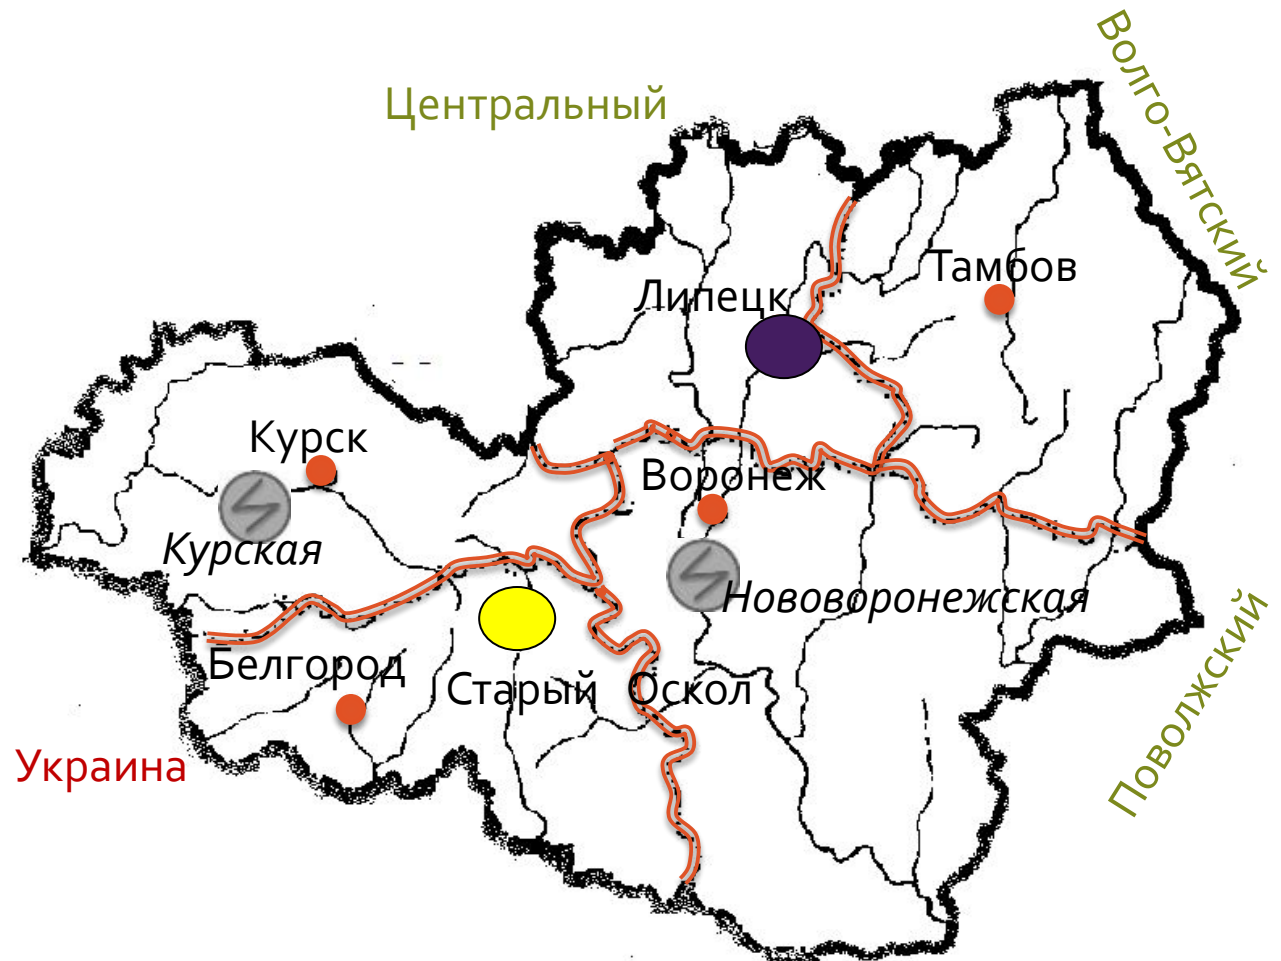 Волго-Вятский
Центральный
Тамбов
Липецк
Курск
Воронеж
Курская
Нововоронежская
Белгород
Старый Оскол
Поволжский
Украина